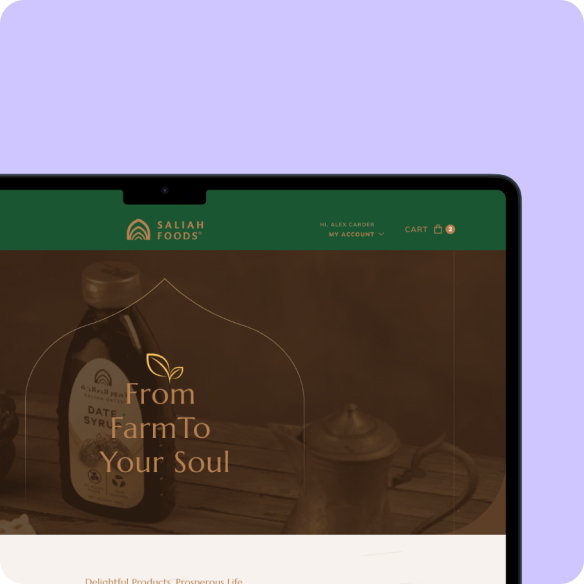 SALIAH
FOODS®
HI, ALEX CARDER
MY ACCOUNT
CART
2
From
FarmTo
Your Soul
DATE
SYRUP
Delightful Products, Prosperous Life